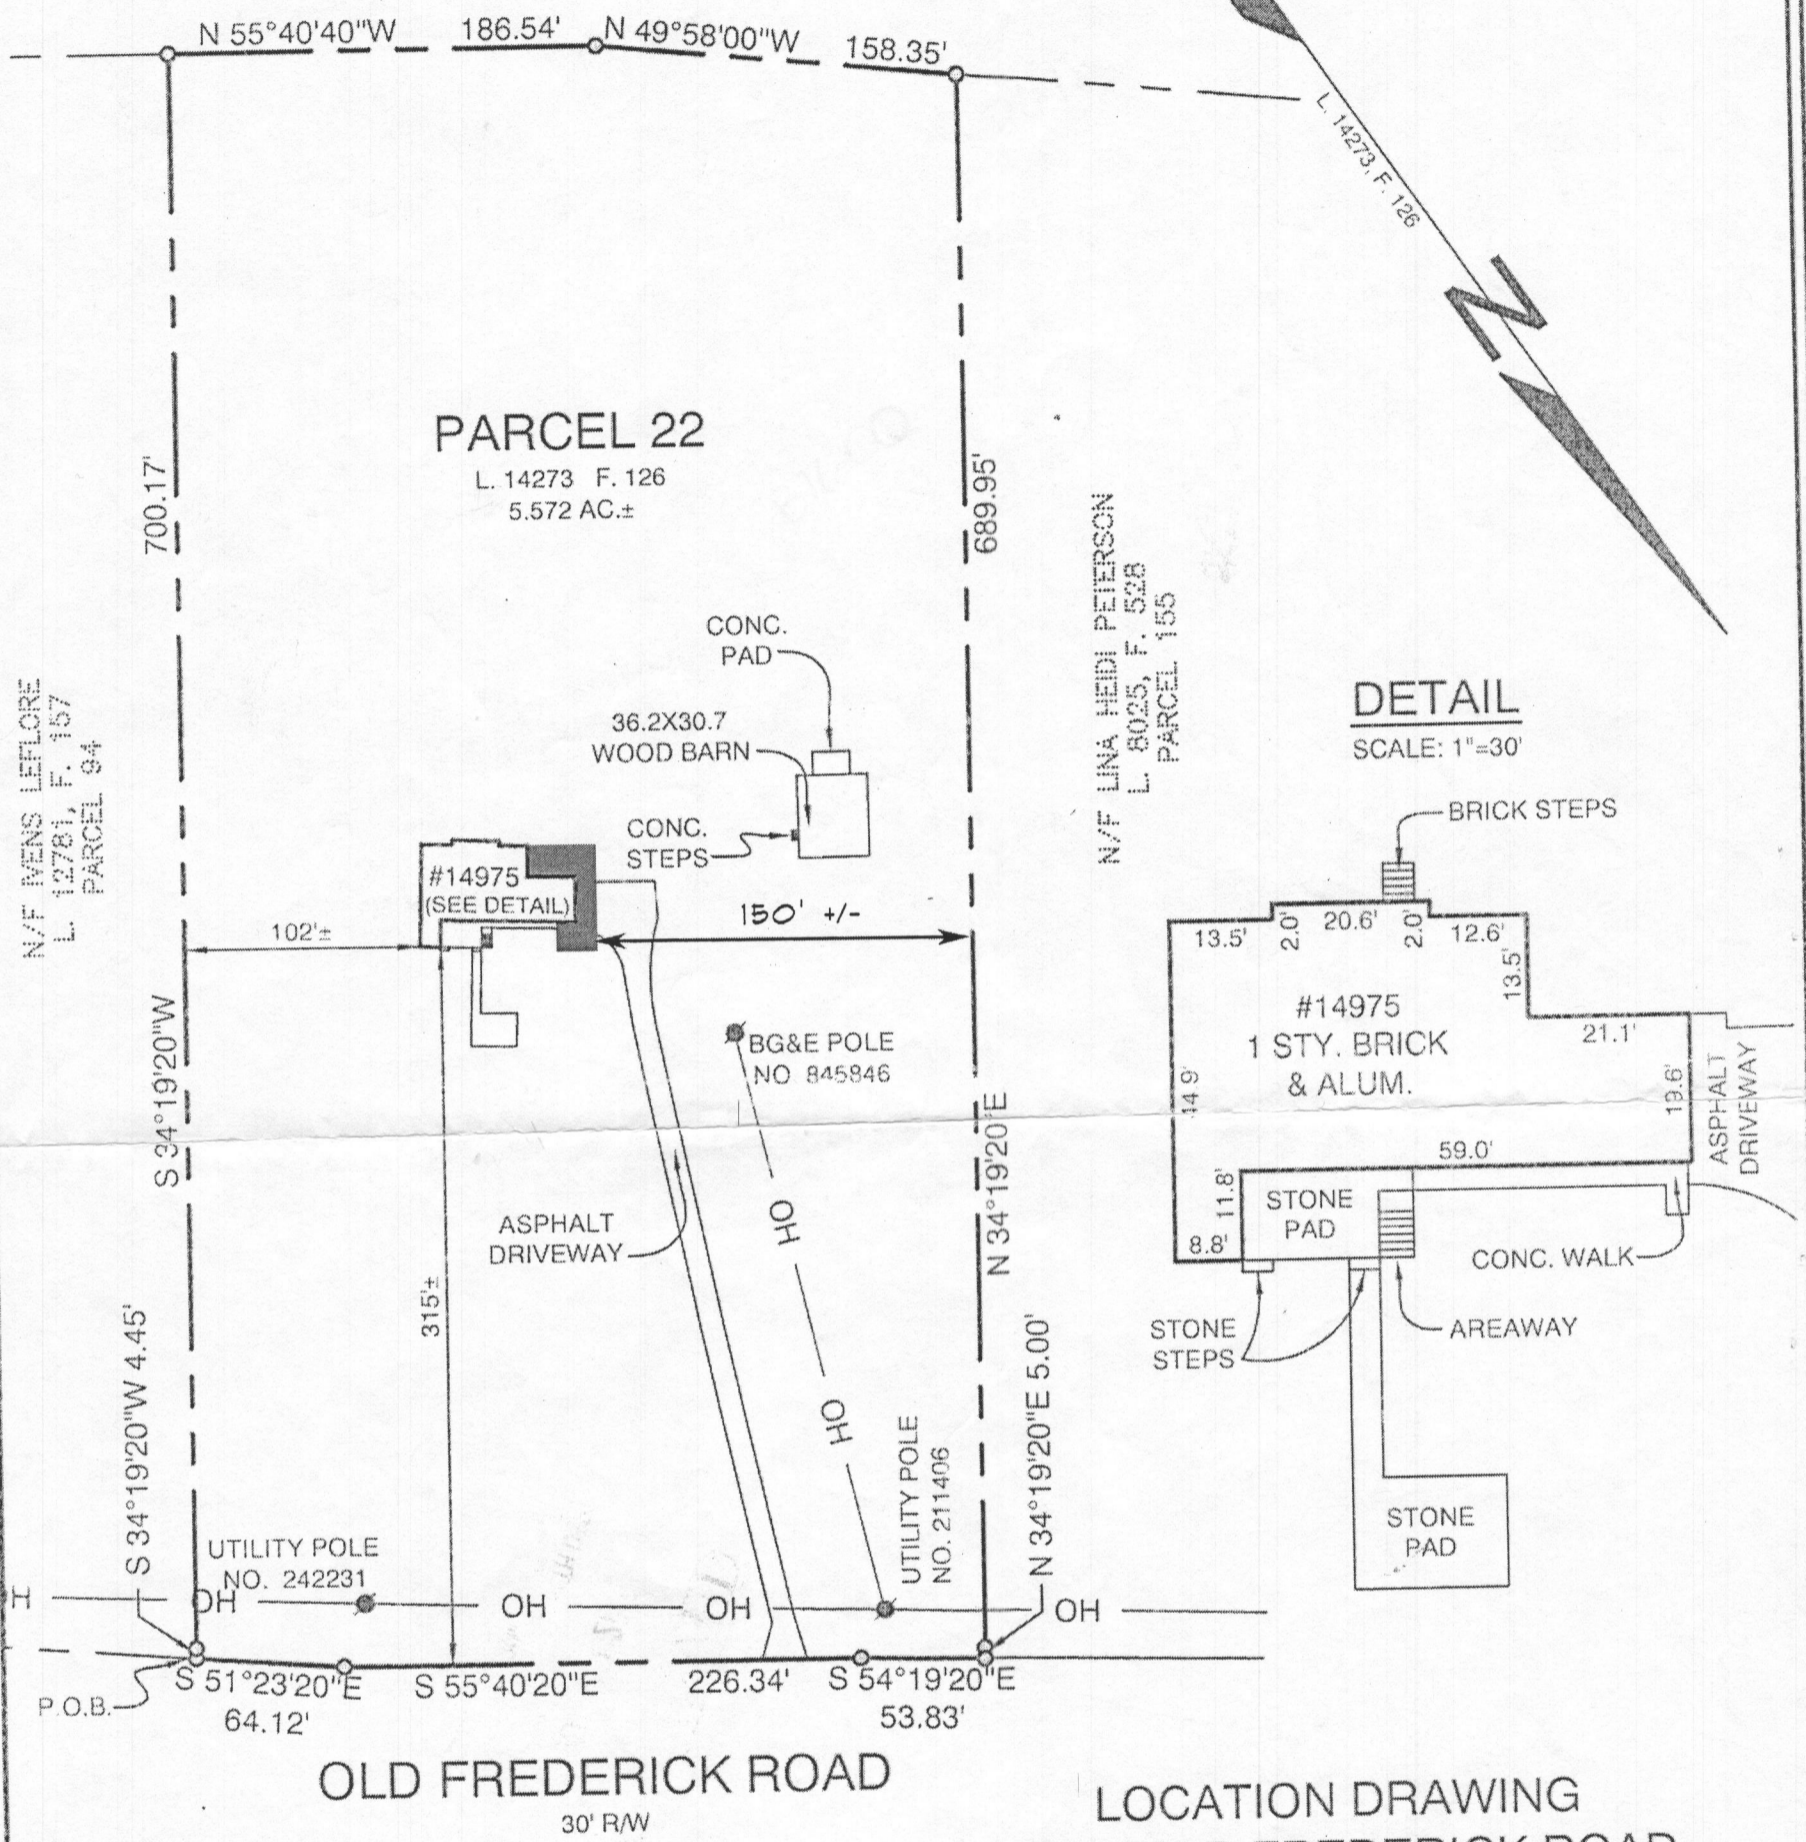 N 55°40'40"W 186.54' N 49°58'00"W 158.35'
L. 14273, F. 126
N
PARCEL 22
L. 14273 F. 126
5.572 AC.±
700.17'
689.95'
N/F LINA HEIDI PETERSON
L. 8025, F. 528
PARCEL 155
CONC.
PAD
36.2X30.7
WOOD BARN
CONC.
STEPS
N/F IVENS LEFLORE
L. 12781, F. 157
PARCEL 94
#14975
(SEE DETAIL)
102'±
150' +/-
BG&E POLE
NO 845846
S 34°19'20"W
N 34°19'20"E
ASPHALT
DRIVEWAY
OH
OH
315'±
S 34°19'20"W 4.45'
N 34°19'20"E 5.00'
UTILITY POLE
NO. 242231
UTILITY POLE
NO. 211406
H OH OH OH OH
P.O.B.
S 51°23'20"E
64.12'
S 55°40'20"E 226.34'
S 54°19'20"E
53.83'
OLD FREDERICK ROAD
30' R/W
DETAIL
SCALE: 1"=30'
BRICK STEPS
13.5' 2.0' 20.6' 2.0' 12.6'
13.5'
#14975
1 STY. BRICK
& ALUM.
21.1'
44.9'
19.6'
ASPHALT
DRIVEWAY
59.0'
11.8'
STONE
PAD
8.8'
CONC. WALK
STONE
STEPS
AREAWAY
STONE
PAD
LOCATION DRAWING
FREDERICK ROAD